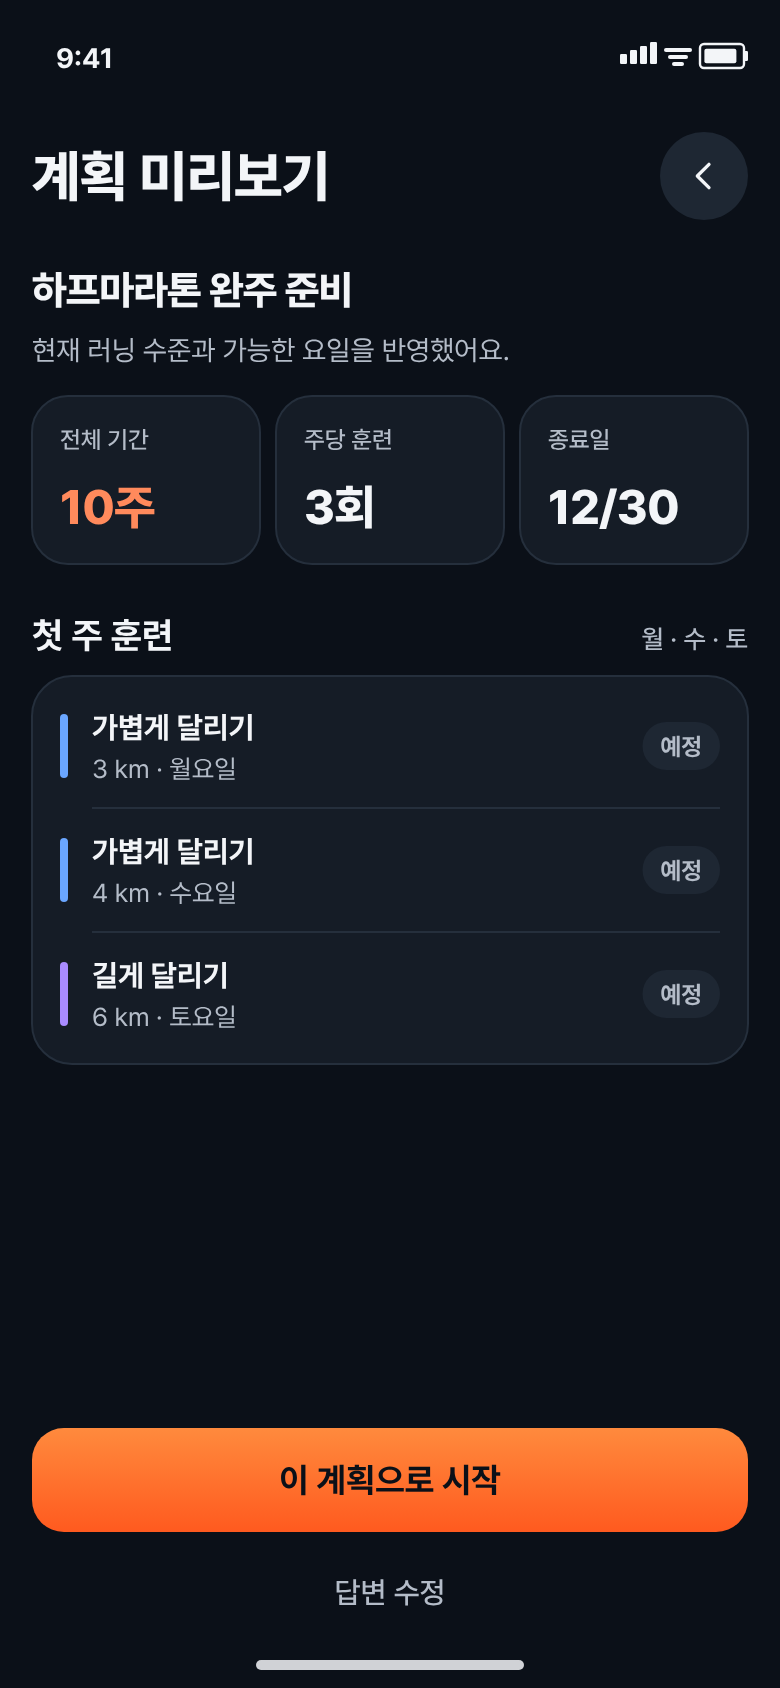 9:41
계획 미리보기
하프마라톤 완주 준비
현재 러닝 수준과 가능한 요일을 반영했어요.
전체 기간
10주
주당 훈련
3회
종료일
12/30
첫 주 훈련
월 · 수 · 토
가볍게 달리기
3 km · 월요일
예정
가볍게 달리기
4 km · 수요일
예정
길게 달리기
6 km · 토요일
예정
이 계획으로 시작
답변 수정